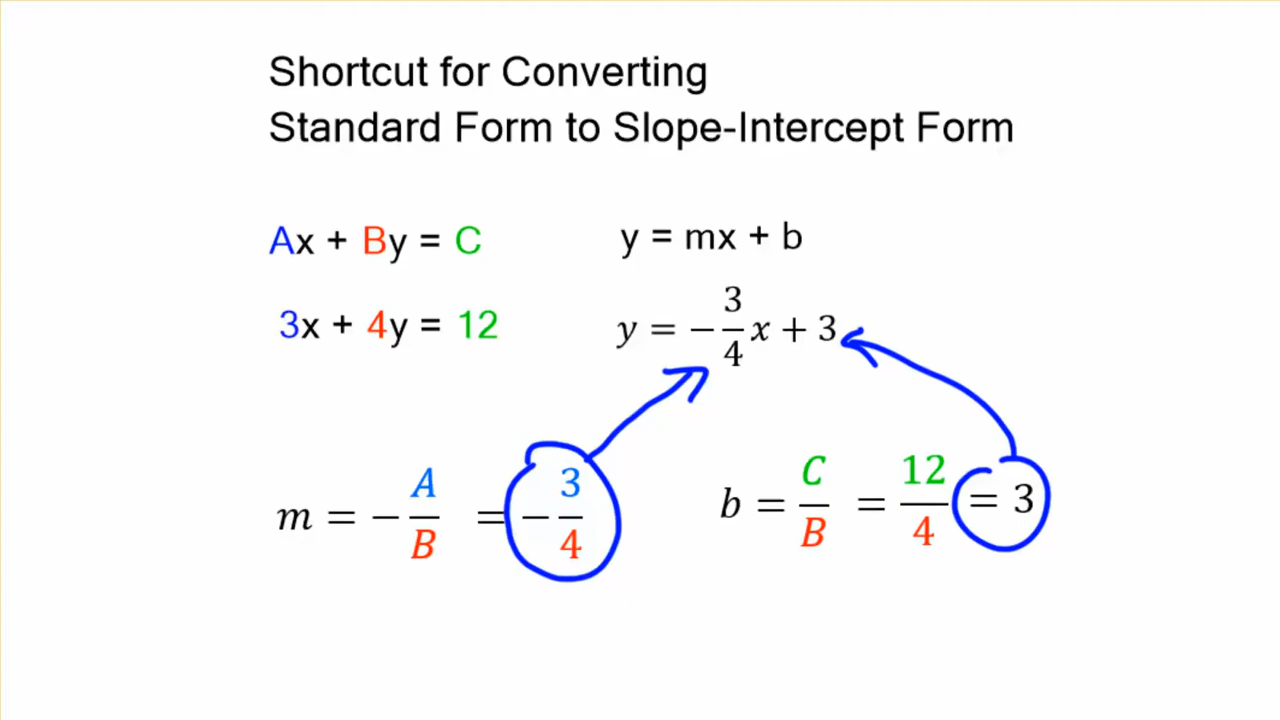 Shortcut for Converting
Standard Form to Slope-Intercept Form
Ax + By = C
y = mx + b
3x + 4y = 12
y = −3/4 x + 3
m = −A/B = −3/4
b = C/B = 12/4 = 3